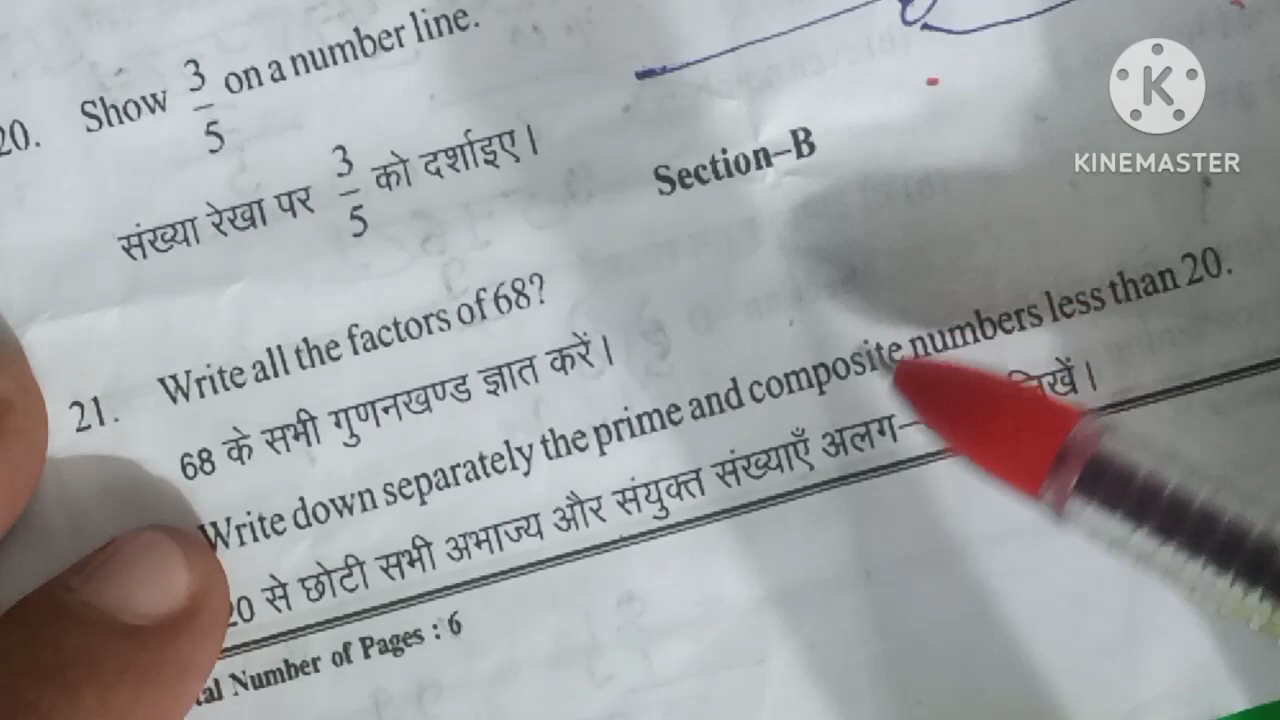 20. Show 3/5 on a number line.
संख्या रेखा पर 3/5 को दर्शाइए।
Section–B
21. Write all the factors of 68?
68 के सभी गुणनखण्ड ज्ञात करें।
Write down separately the prime and composite numbers less than 20.
20 से छोटी सभी अभाज्य और संयुक्त संख्याएँ अलग– लिखें।
Number of Pages : 6
K
KINEMASTER